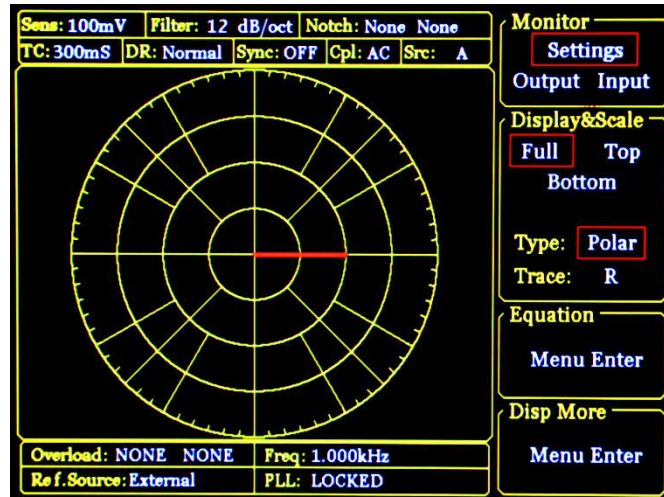 Sens: 100mV Filter: 12 dB/oct Notch: None None
TC: 300mS DR: Normal Sync: OFF Cpl: AC Src: A
Monitor
Settings
Output Input
Display&Scale
Full Top
Bottom
Type: Polar
Trace: R
Equation
Menu Enter
Disp More
Menu Enter
Overload: NONE NONE Freq: 1.000kHz
Ref.Source: External PLL: LOCKED